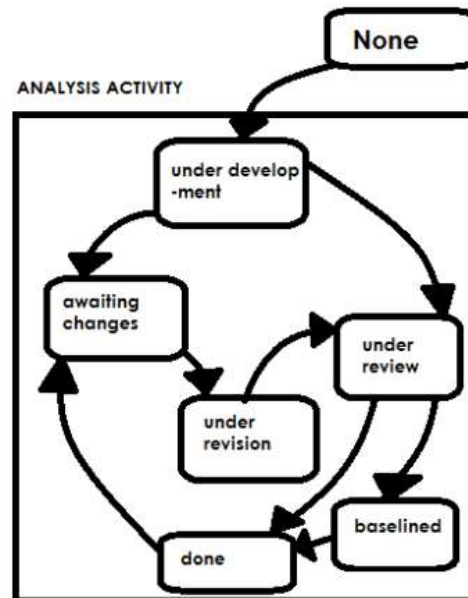 None
ANALYSIS ACTIVITY
under develop
-ment
awaiting
changes
under
review
under
revision
baselined
done